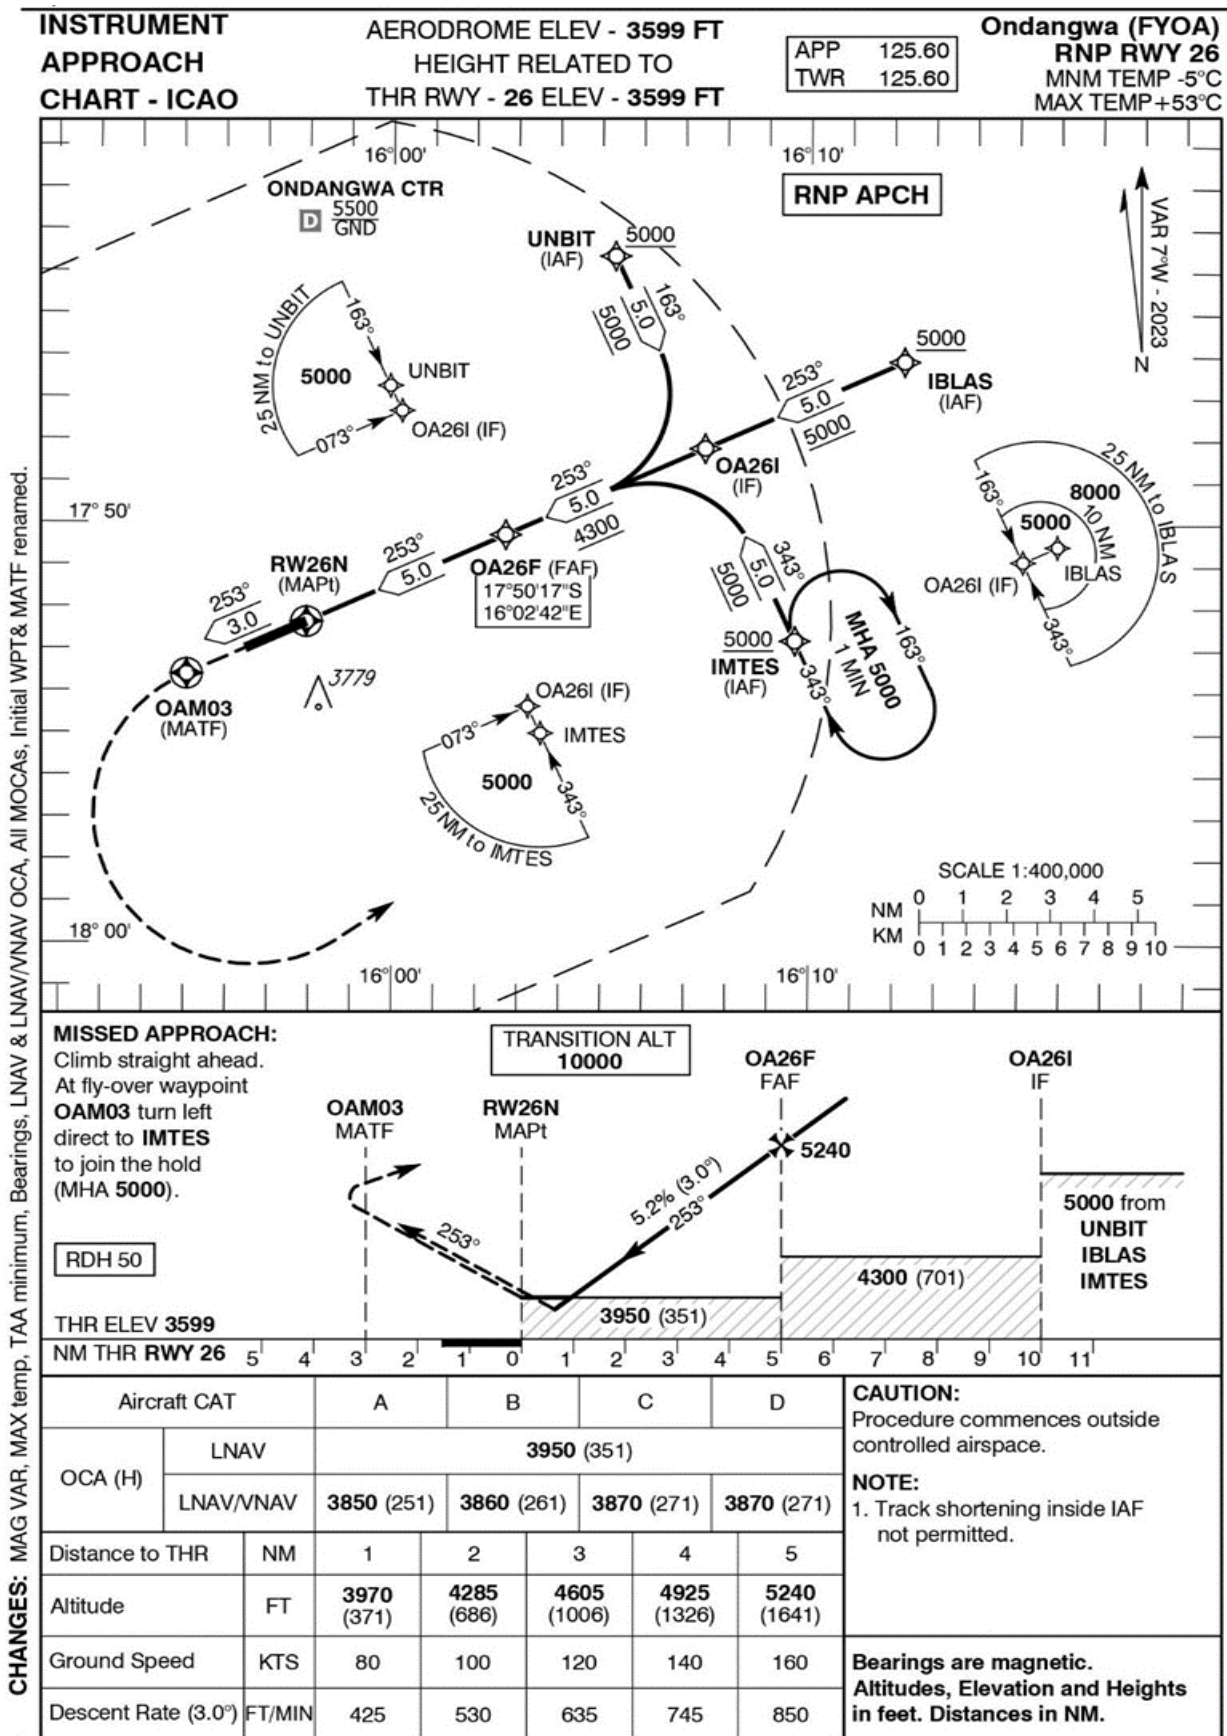 INSTRUMENT
APPROACH
CHART - ICAO
AERODROME ELEV - 3599 FT
HEIGHT RELATED TO
THR RWY - 26 ELEV - 3599 FT
APP 125.60
TWR 125.60
Ondangwa (FYOA)
RNP RWY 26
MNM TEMP -5°C
MAX TEMP+53°C
16°00'
16°10'
ONDANGWA CTR
D 5500
GND
RNP APCH
VAR 7°W - 2023
N
UNBIT
(IAF)
5000
163°
5.0
5000
25 NM to UNBIT
163°
5000
UNBIT
073°
OA26I (IF)
5000
IBLAS
(IAF)
253°
5.0
5000
OA26I
(IF)
25 NM to IBLAS
163°
8000
5000
10 NM
OA26I (IF)
IBLAS
343°
17° 50'
253°
5.0
4300
253°
5.0
OA26F (FAF)
17°50'17"S
16°02'42"E
RW26N
(MAPt)
253°
3.0
343°
5.0
5000
5000
IMTES
(IAF)
MHA 5000
1 MIN
163°
343°
OAM03
(MATF)
3779
OA26I (IF)
073°
IMTES
5000
343°
25 NM to IMTES
SCALE 1:400,000
NM 0 1 2 3 4 5
KM 0 1 2 3 4 5 6 7 8 9 10
18° 00'
16°00'
16°10'
MISSED APPROACH:
Climb straight ahead.
At fly-over waypoint
OAM03 turn left
direct to IMTES
to join the hold
(MHA 5000).
TRANSITION ALT
10000
OAM03
MATF
RW26N
MAPt
OA26F
FAF
OA26I
IF
5240
5.2% (3.0°)
253°
253°
5000 from
UNBIT
IBLAS
IMTES
4300 (701)
3950 (351)
RDH 50
THR ELEV 3599
NM THR RWY 26 5 4 3 2 1 0 1 2 3 4 5 6 7 8 9 10 11
Aircraft CAT A B C D
OCA (H)
LNAV 3950 (351)
LNAV/VNAV 3850 (251) 3860 (261) 3870 (271) 3870 (271)
Distance to THR NM 1 2 3 4 5
Altitude FT 3970 4285 4605 4925 5240
(371) (686) (1006) (1326) (1641)
Ground Speed KTS 80 100 120 140 160
Descent Rate (3.0°) FT/MIN 425 530 635 745 850
CAUTION:
Procedure commences outside
controlled airspace.
NOTE:
1. Track shortening inside IAF
not permitted.
Bearings are magnetic.
Altitudes, Elevation and Heights
in feet. Distances in NM.
CHANGES: MAG VAR, MAX temp, TAA minimum, Bearings, LNAV & LNAV/VNAV OCA, All MOCAs, Initial WPT& MATF renamed.